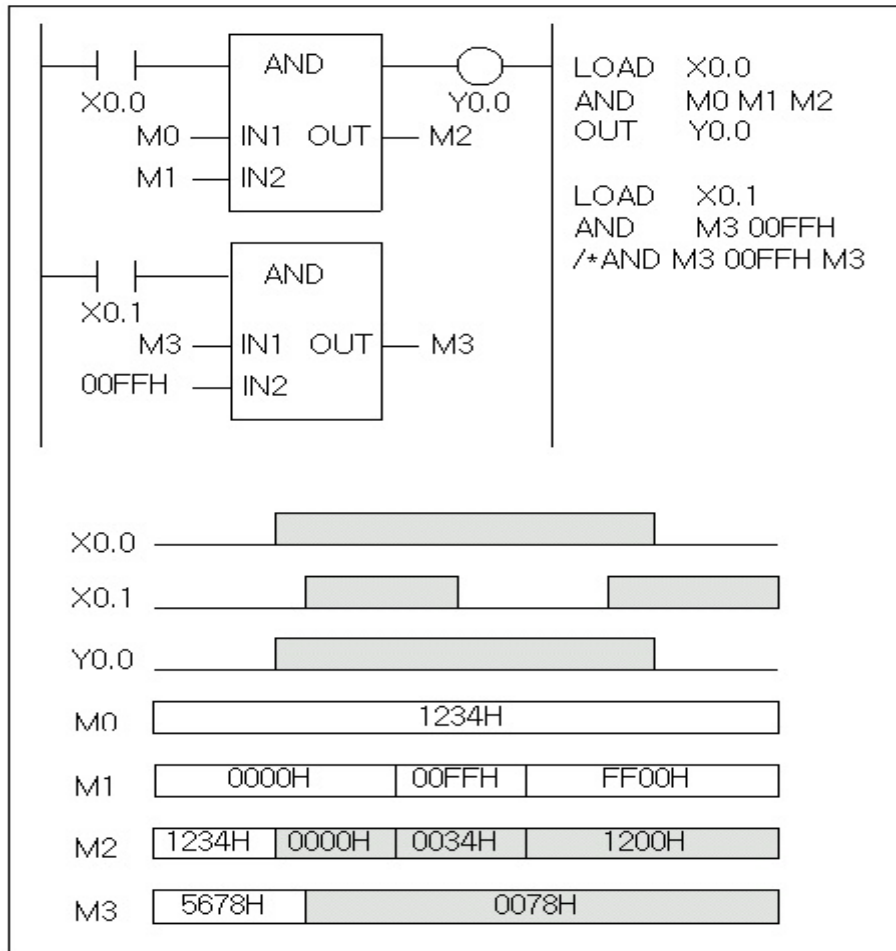 AND
X0.0
Y0.0
M0 IN1 OUT M2
M1 IN2
AND
X0.1
M3 IN1 OUT M3
00FFH IN2
LOAD X0.0
AND M0 M1 M2
OUT Y0.0
LOAD X0.1
AND M3 00FFH
/*AND M3 00FFH M3
X0.0
X0.1
Y0.0
M0 1234H
M1 0000H 00FFH FF00H
M2 1234H 0000H 0034H 1200H
M3 5678H 0078H